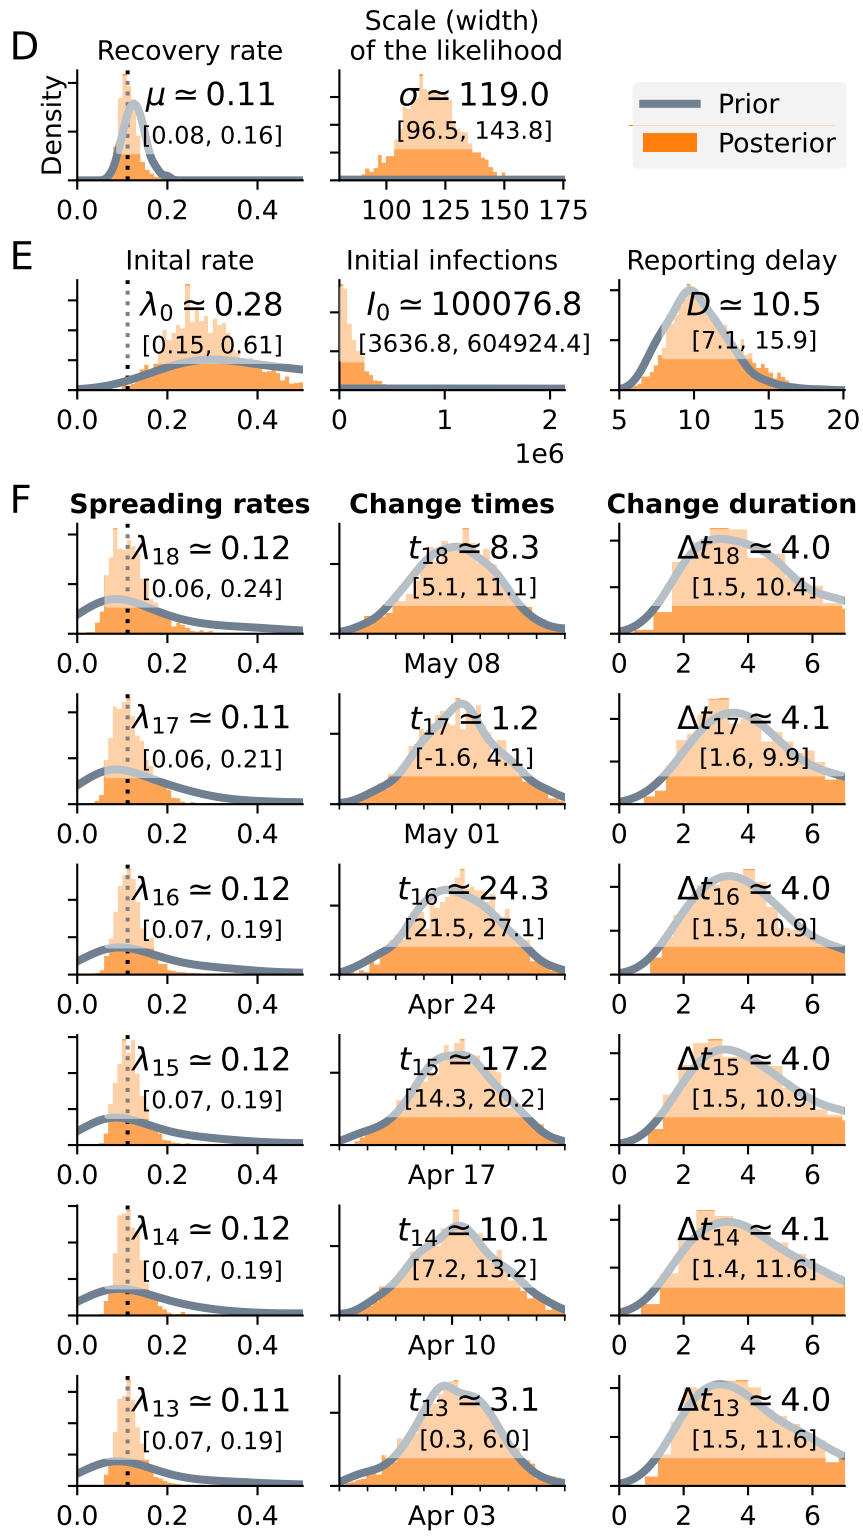 D
Recovery rate
Scale (width)
of the likelihood
Density
μ ≃ 0.11
[0.08, 0.16]
0.0 0.2 0.4
σ ≃ 119.0
[96.5, 143.8]
100 125 150 175
Prior
Posterior
E
Inital rate
λ0 ≃ 0.28
[0.15, 0.61]
0.0 0.2 0.4
Initial infections
I0 ≃ 100076.8
[3636.8, 604924.4]
0 1 2
1e6
Reporting delay
D ≃ 10.5
[7.1, 15.9]
5 10 15 20
F
Spreading rates Change times Change duration
λ18 ≃ 0.12
[0.06, 0.24]
0.0 0.2 0.4
t18 ≃ 8.3
[5.1, 11.1]
May 08
Δt18 ≃ 4.0
[1.5, 10.4]
0 2 4 6
λ17 ≃ 0.11
[0.06, 0.21]
0.0 0.2 0.4
t17 ≃ 1.2
[-1.6, 4.1]
May 01
Δt17 ≃ 4.1
[1.6, 9.9]
0 2 4 6
λ16 ≃ 0.12
[0.07, 0.19]
0.0 0.2 0.4
t16 ≃ 24.3
[21.5, 27.1]
Apr 24
Δt16 ≃ 4.0
[1.5, 10.9]
0 2 4 6
λ15 ≃ 0.12
[0.07, 0.19]
0.0 0.2 0.4
t15 ≃ 17.2
[14.3, 20.2]
Apr 17
Δt15 ≃ 4.0
[1.5, 10.9]
0 2 4 6
λ14 ≃ 0.12
[0.07, 0.19]
0.0 0.2 0.4
t14 ≃ 10.1
[7.2, 13.2]
Apr 10
Δt14 ≃ 4.1
[1.4, 11.6]
0 2 4 6
λ13 ≃ 0.11
[0.07, 0.19]
0.0 0.2 0.4
t13 ≃ 3.1
[0.3, 6.0]
Apr 03
Δt13 ≃ 4.0
[1.5, 11.6]
0 2 4 6